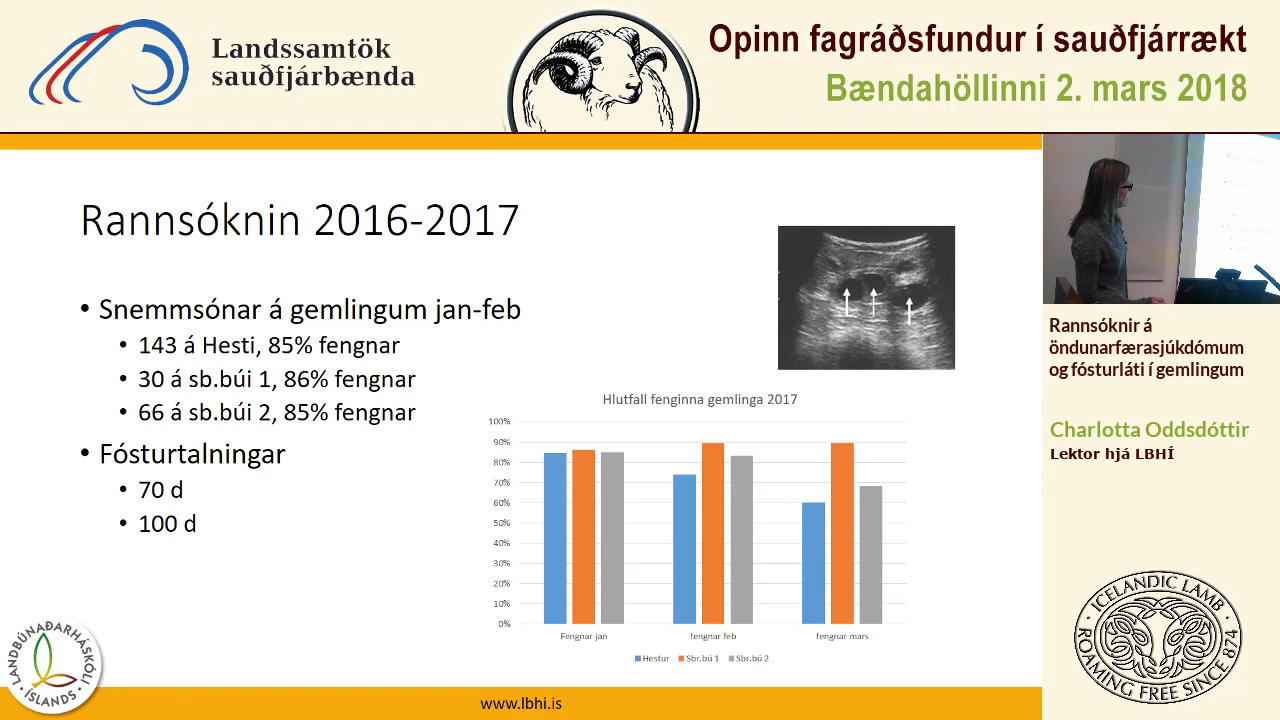 Landssamtök
sauðfjárbænda
Opinn fagráðsfundur í sauðfjárrækt
Bændahöllinni 2. mars 2018
Rannsóknin 2016-2017
• Snemmsónar á gemlingum jan-feb
• 143 á Hesti, 85% fengnar
• 30 á sb.búi 1, 86% fengnar
• 66 á sb.búi 2, 85% fengnar
• Fósturtalningar
• 70 d
• 100 d
Hlutfall fenginna gemlinga 2017
100%
90%
80%
70%
60%
50%
40%
30%
20%
10%
0%
Fengnar jan
fengnar feb
fengnar mars
Hestur
Sbr.bú 1
Sbr.bú 2
Rannsóknir á
öndunarfærasjúkdómum
og fósturláti í gemlingum
Charlotta Oddsdóttir
Lektor hjá LBHÍ
ICELANDIC LAMB
ROAMING FREE SINCE 874
LANDBÚNAÐARHÁSKÓLI
ÍSLANDS
www.lbhi.is